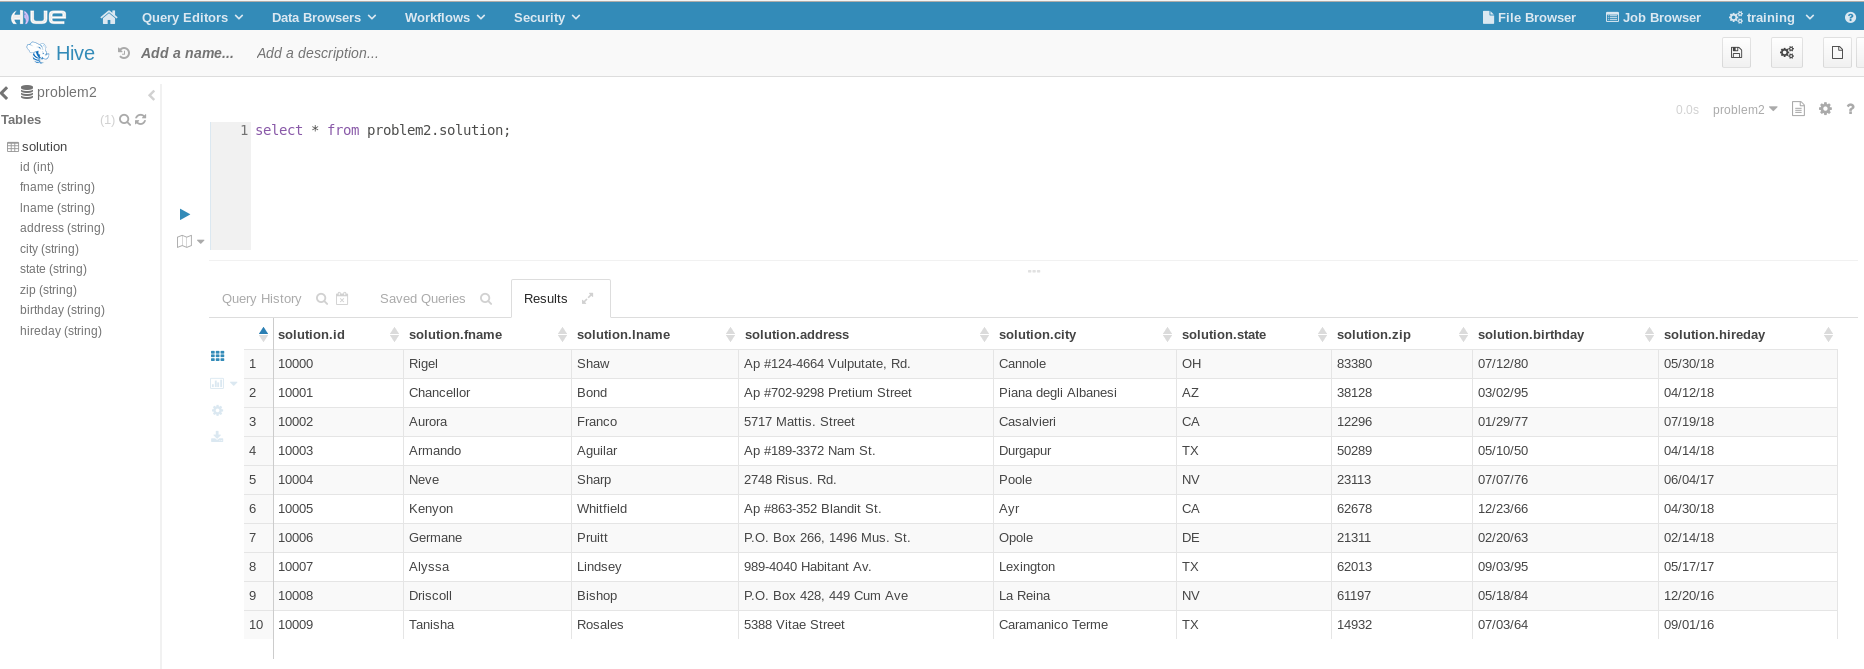 HUE Query Editors Data Browsers Workflows Security File Browser Job Browser training ?
Hive Add a name... Add a description...
problem2
0.0s problem2 ?
Tables (1)
1 select * from problem2.solution;
solution
id (int)
fname (string)
lname (string)
address (string)
city (string)
state (string)
zip (string)
birthday (string)
hireday (string)
Query History Saved Queries Results
solution.id solution.fname solution.lname solution.address solution.city solution.state solution.zip solution.birthday solution.hireday
1 10000 Rigel Shaw Ap #124-4664 Vulputate, Rd. Cannole OH 83380 07/12/80 05/30/18
2 10001 Chancellor Bond Ap #702-9298 Pretium Street Piana degli Albanesi AZ 38128 03/02/95 04/12/18
3 10002 Aurora Franco 5717 Mattis. Street Casalvieri CA 12296 01/29/77 07/19/18
4 10003 Armando Aguilar Ap #189-3372 Nam St. Durgapur TX 50289 05/10/50 04/14/18
5 10004 Neve Sharp 2748 Risus. Rd. Poole NV 23113 07/07/76 06/04/17
6 10005 Kenyon Whitfield Ap #863-352 Blandit St. Ayr CA 62678 12/23/66 04/30/18
7 10006 Germane Pruitt P.O. Box 266, 1496 Mus. St. Opole DE 21311 02/20/63 02/14/18
8 10007 Alyssa Lindsey 989-4040 Habitant Av. Lexington TX 62013 09/03/95 05/17/17
9 10008 Driscoll Bishop P.O. Box 428, 449 Cum Ave La Reina NV 61197 05/18/84 12/20/16
10 10009 Tanisha Rosales 5388 Vitae Street Caramanico Terme TX 14932 07/03/64 09/01/16